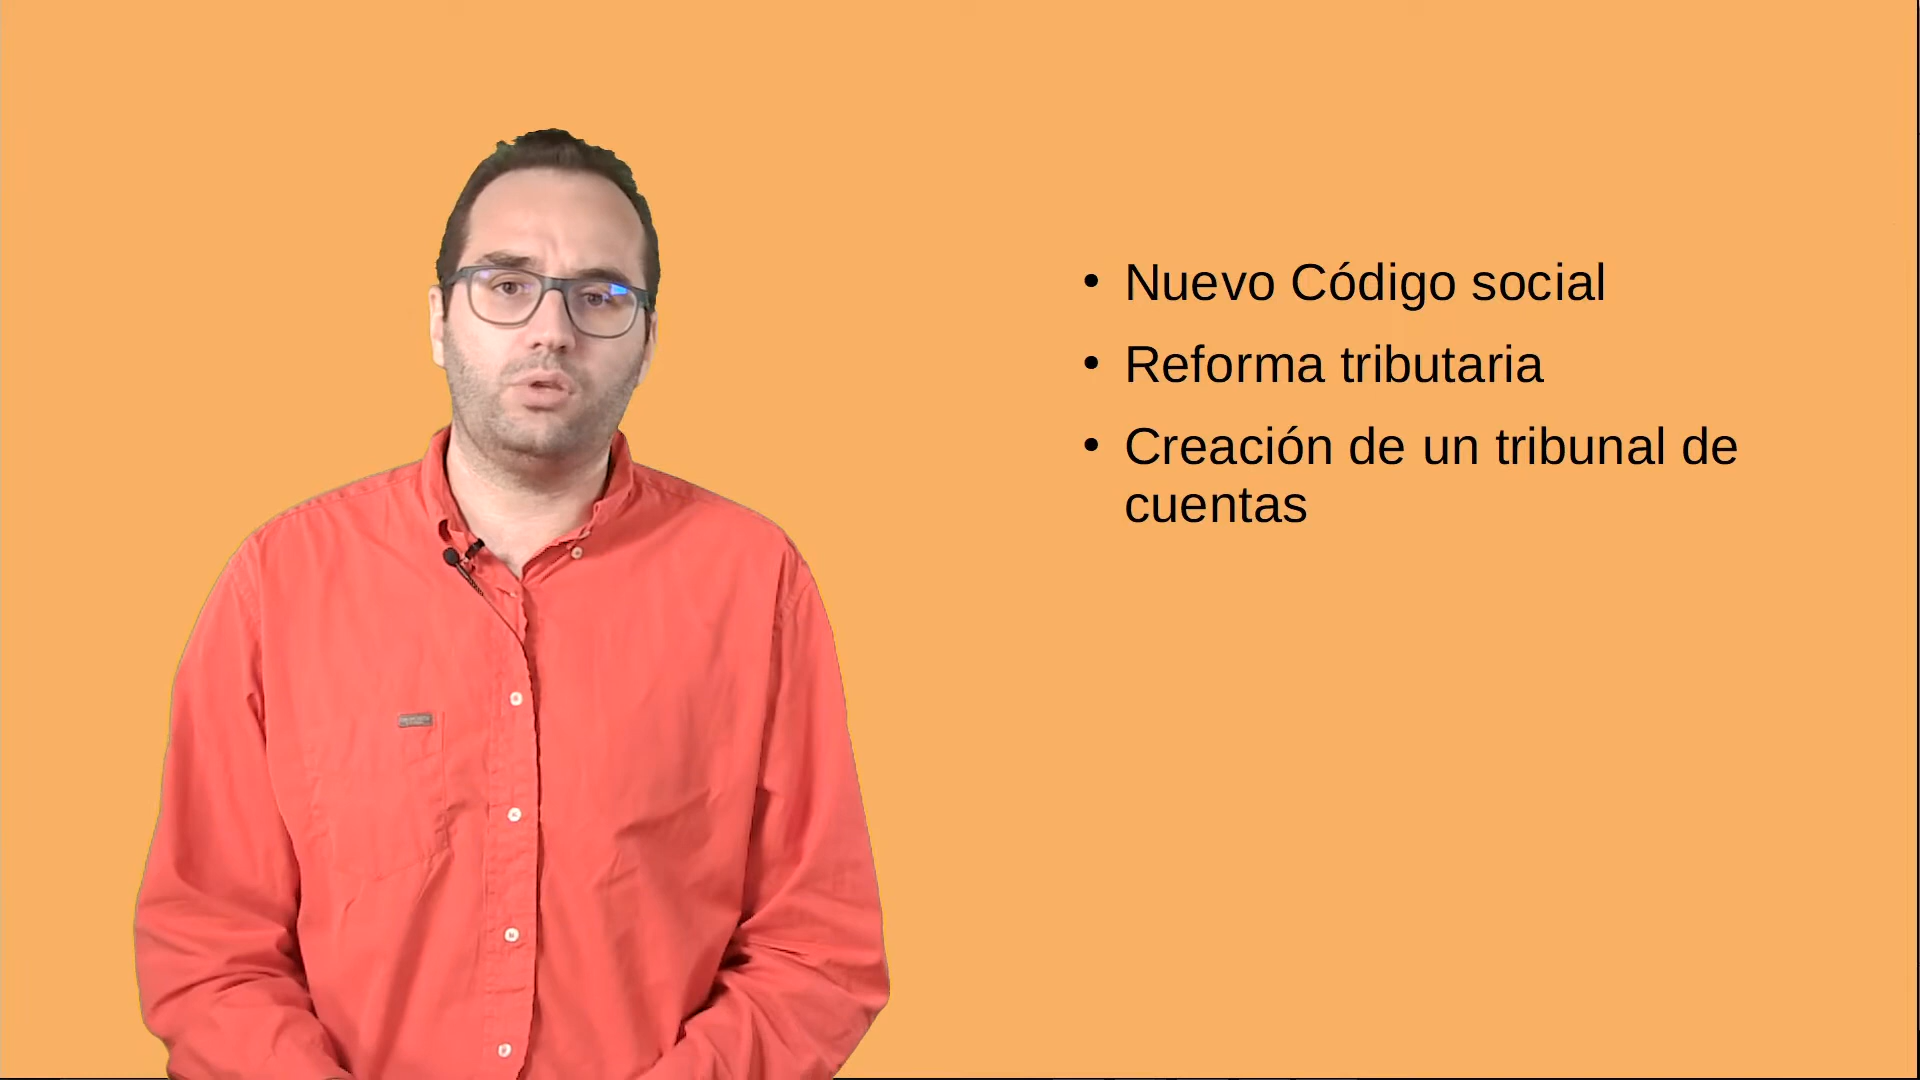 • Nuevo Código social
• Reforma tributaria
• Creación de un tribunal de
cuentas